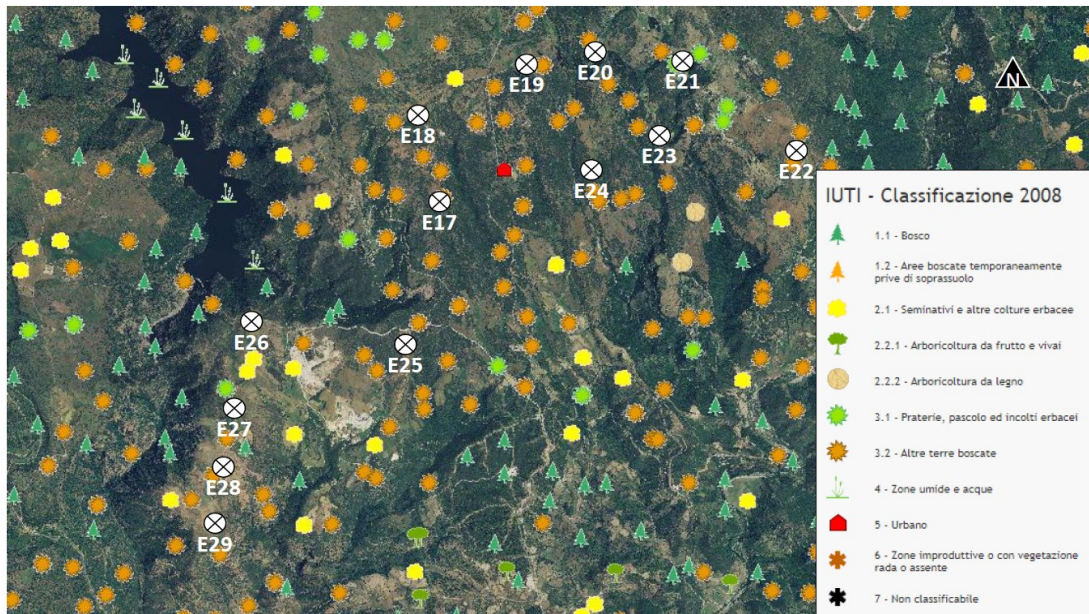 N
E19
E20
E21
E18
E23
E22
E24
E17
E26
E25
E27
E28
E29
IUTI - Classificazione 2008
1.1 - Bosco
1.2 - Aree boscate temporaneamente
prive di soprassuolo
2.1 - Seminativi e altre colture erbacee
2.2.1 - Arboricoltura da frutto e vivai
2.2.2 - Arboricoltura da legno
3.1 - Praterie, pascolo ed incolti erbacei
3.2 - Altre terre boscate
4 - Zone umide e acque
5 - Urbano
6 - Zone improduttive o con vegetazione
rada o assente
7 - Non classificabile